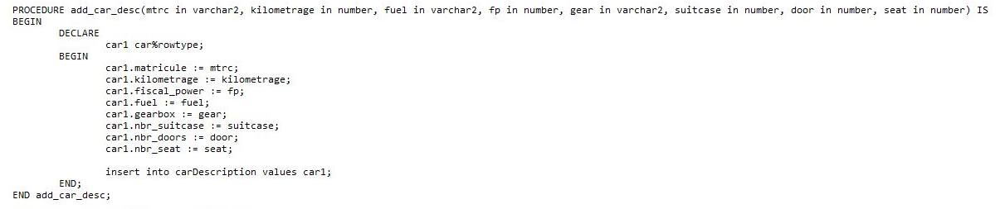 PROCEDURE add_car_desc(mtrc in varchar2, kilometrage in number, fuel in varchar2, fp in number, gear in varchar2, suitcase in number, door in number, seat in number) IS
BEGIN
DECLARE
car1 car%rowtype;
BEGIN
car1.matricule := mtrc;
car1.kilometrage := kilometrage;
car1.fiscal_power := fp;
car1.fuel := fuel;
car1.gearbox := gear;
car1.nbr_suitcase := suitcase;
car1.nbr_doors := door;
car1.nbr_seat := seat;
insert into carDescription values car1;
END;
END add_car_desc;